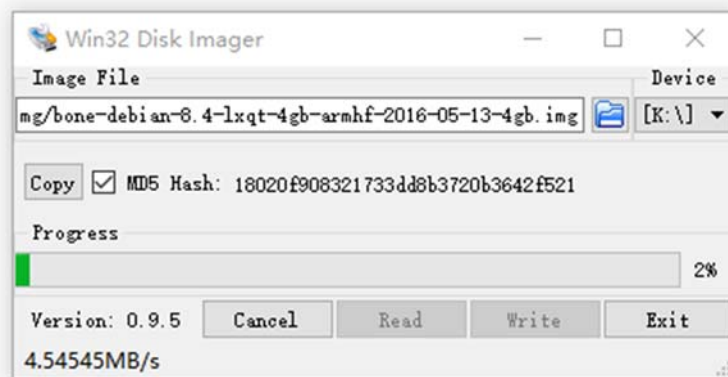 Win32 Disk Imager
Image File
Device
mg/bone-debian-8.4-lxqt-4gb-armhf-2016-05-13-4gb.img
[K:\]
Copy
MD5 Hash: 18020f908321733dd8b3720b3642f521
Progress
2%
Version: 0.9.5
Cancel
Read
Write
Exit
4.54545MB/s